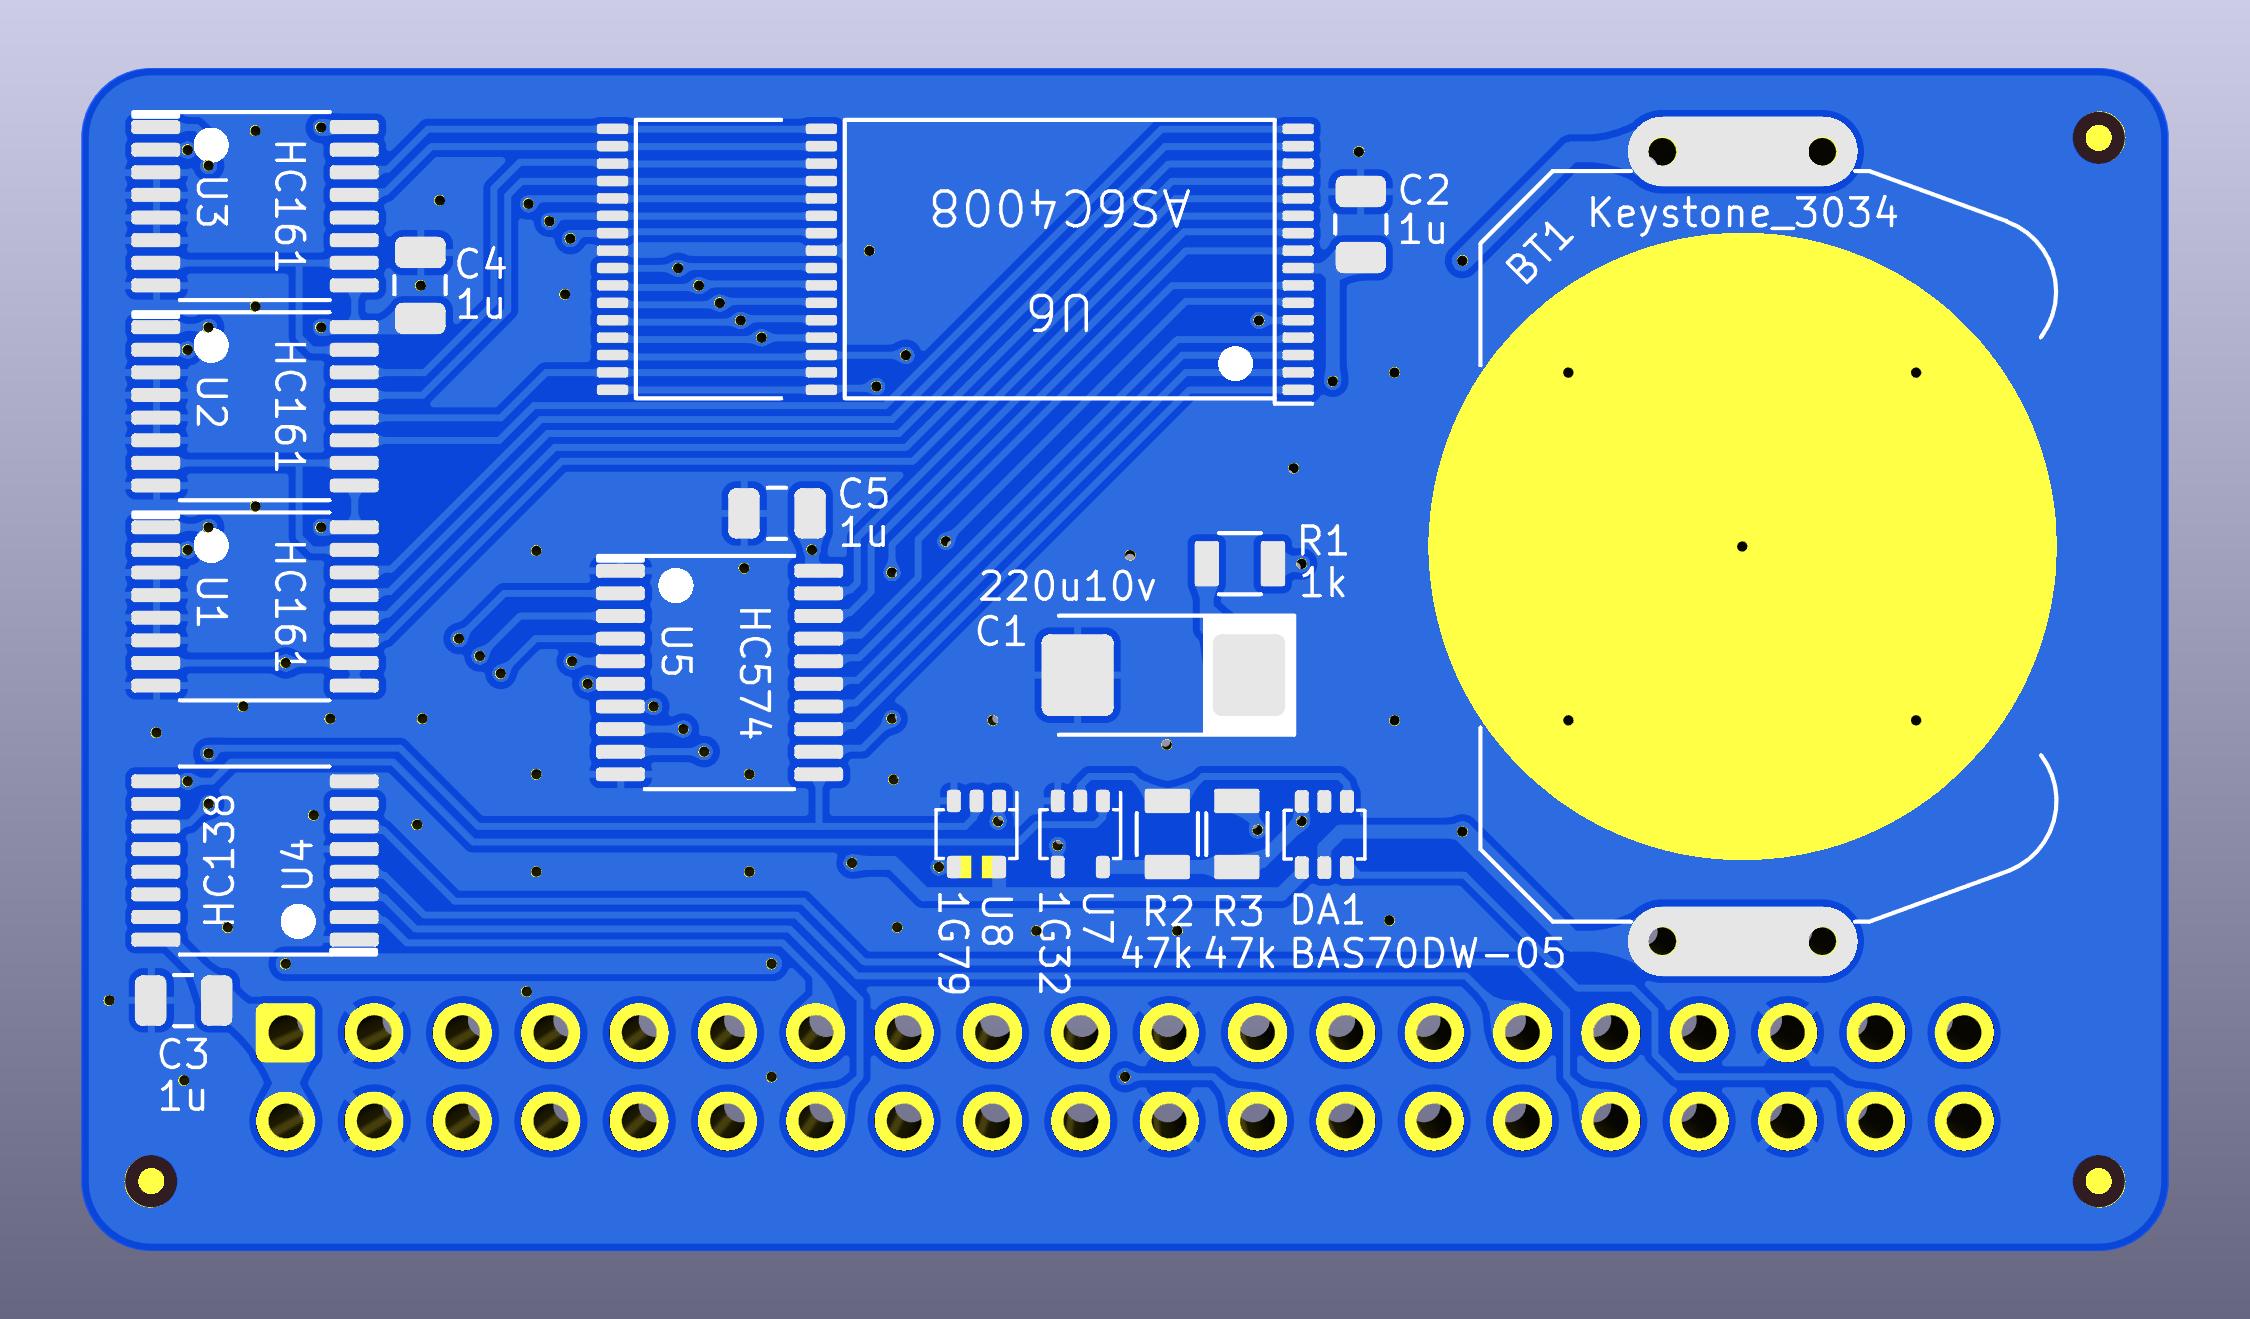 U3
HC161
C4
1u
AS6C4008
U6
C2
1u
BT1
Keystone_3034
U2
HC161
U1
HC161
C5
1u
U5
HC574
R1
1k
220u10v
C1
HC138
U4
U8
1G79
U7
1G32
R2
47k
R3
47k
DA1
BAS70DW-05
C3
1u